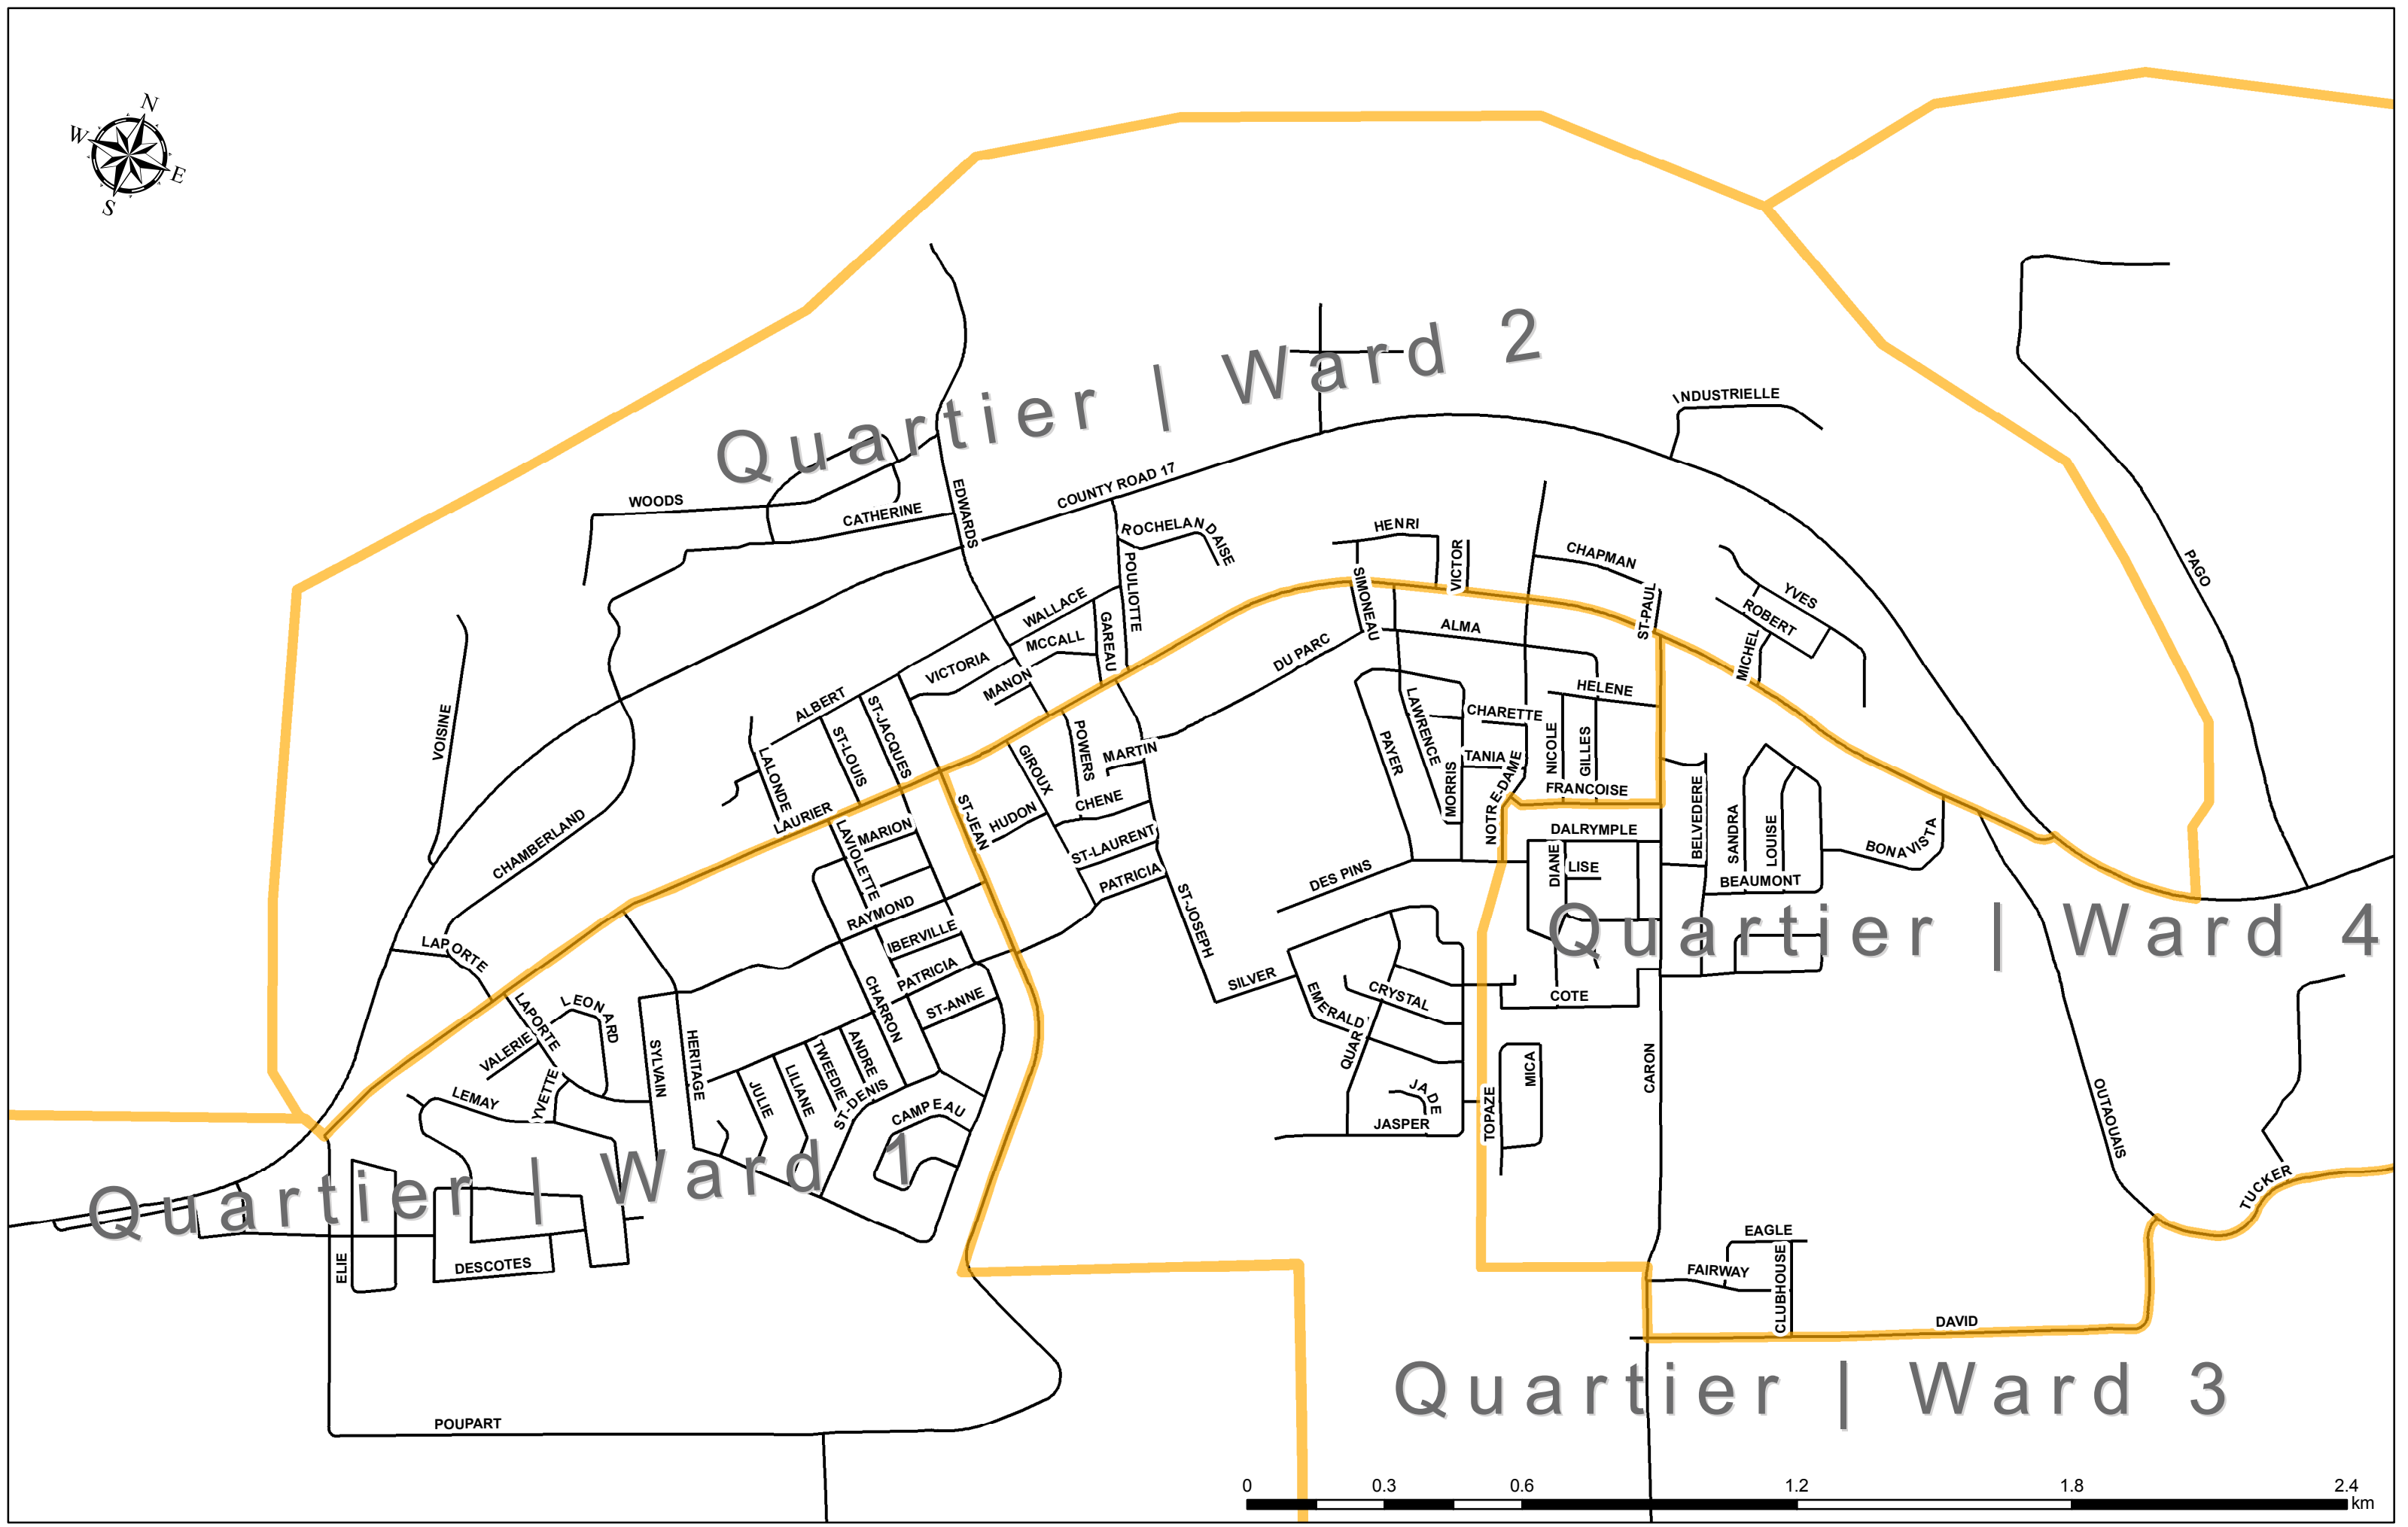 N
W
E
S
Quartier | Ward 2
INDUSTRIELLE
WOODS
CATHERINE
EDWARDS
COUNTY ROAD 17
ROCHELANDAISE
POULIOTTE
HENRI
VICTOR
SIMONEAU
CHAPMAN
ST-PAUL
YVES
ROBERT
MICHEL
PAGO
WALLACE
MCCALL
GAREAU
VICTORIA
MANON
ALBERT
ST-JACQUES
ST-LOUIS
LALONDE
LAURIER
VOISINE
CHAMBERLAND
LAPORTE
ALMA
DU PARC
HELENE
LAWRENCE
CHARETTE
NICOLE
GILLES
PAYER
TANIA
MORRIS
NOTRE-DAME
FRANCOISE
POWERS
MARTIN
GIROUX
CHENE
HUDON
ST-JEAN
ST-LAURENT
PATRICIA
ST-JOSEPH
MARION
LAVIOLETTE
RAYMOND
IBERVILLE
PATRICIA
ST-ANNE
CHARRON
DALRYMPLE
DIANE
LISE
BELVEDERE
SANDRA
LOUISE
BEAUMONT
BONAVISTA
DES PINS
Quartier | Ward 4
SILVER
EMERALD
CRYSTAL
QUAR
COTE
JADE
JASPER
TOPAZE
MICA
CARON
OUTAOUAIS
TUCKER
LAPORTE
LEONARD
VALERIE
YVETTE
LEMAY
SYLVAIN
HERITAGE
JULIE
LILIANE
TWEEDIE
ANDRE
ST-DENIS
CAMPEAU
Quartier | Ward 1
ELIE
DESCOTES
POUPART
EAGLE
FAIRWAY
CLUBHOUSE
DAVID
Quartier | Ward 3
0 0.3 0.6 1.2 1.8 2.4
km